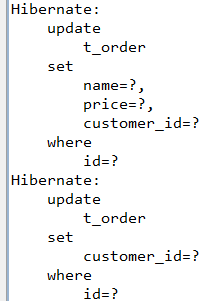 Hibernate:
    update
        t_order
    set
        name=?,
        price=?,
        customer_id=?
    where
        id=?
Hibernate:
    update
        t_order
    set
        customer_id=?
    where
        id=?